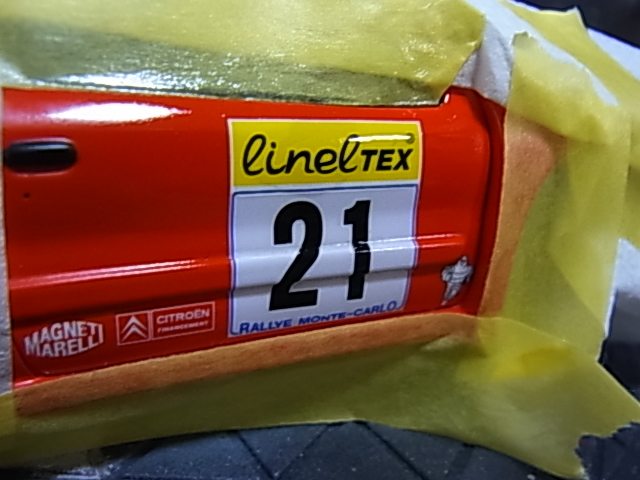 linelTEX
21
RALLYE MONTE-CARLO
MAGNETI
MARELLI
CITROËN
FINANCEMENT